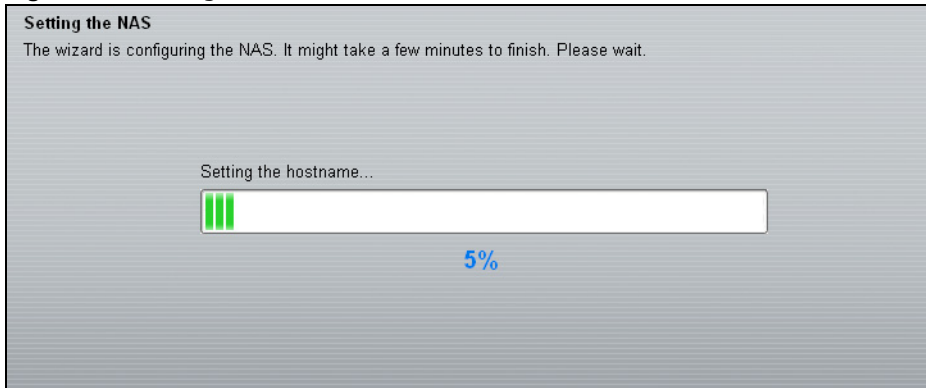 Setting the NAS
The wizard is configuring the NAS. It might take a few minutes to finish. Please wait.
Setting the hostname...
5%